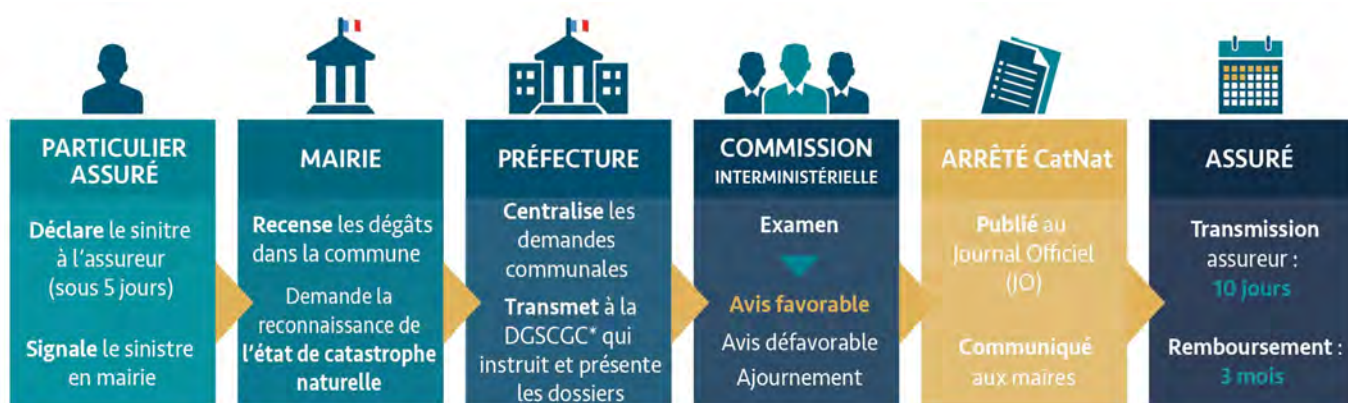 PARTICULIER
ASSURÉ
Déclare le sinitre
à l'assureur
(sous 5 jours)
Signale le sinistre
en mairie
MAIRIE
Recense les dégâts
dans la commune
Demande la
reconnaissance de
l'état de catastrophe
naturelle
PRÉFECTURE
Centralise les
demandes
communales
Transmet à la
DGSCGC* qui
instruit et présente
les dossiers
COMMISSION
INTERMINISTÉRIELLE
Examen
Avis favorable
Avis défavorable
Ajournement
ARRÊTÉ CatNat
Publié au
Journal Officiel
(JO)
Communiqué
aux maires
ASSURÉ
Transmission
assureur :
10 jours
Remboursement :
3 mois